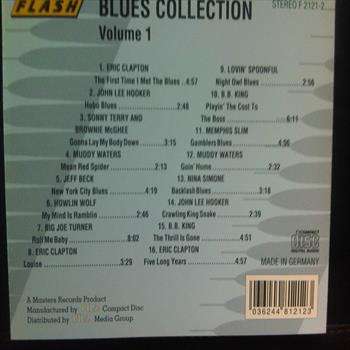 FLASH
BLUES COLLECTION
Volume 1
STEREO F 2121-2
1. ERIC CLAPTON
The First Time I Met The Blues 4:57
2. JOHN LEE HOOKER
Hobo Blues 2:48
3. SONNY TERRY AND
BROWNIE McGHEE
Gonna Lay My Body Down 3:15
4. MUDDY WATERS
Mean Red Spider 2:13
5. JEFF BECK
New York City Blues 4:19
6. HOWLIN WOLF
My Mind Is Ramblin 2:46
7. BIG JOE TURNER
Roll Me Baby 8:02
8. ERIC CLAPTON
Louise 3:29
9. LOVIN' SPOONFUL
Night Owl Blues 2:56
10. B.B. KING
Playin' The Cost To
The Boss 6:11
11. MEMPHIS SLIM
Gamblers Blues 4:56
12. MUDDY WATERS
Goin' Home 3:32
13. NINA SIMONE
Backlash Blues 3:18
14. JOHN LEE HOOKER
Crawling King Snake 2:39
15. B.B. KING
The Thrill Is Gone 4:51
16. ERIC CLAPTON
Five Long Years 4:57
A Masters Records Product
Manufactured by Compact Disc
Distributed by Media Group
COMPACT
disc
DIGITAL AUDIO
MADE IN GERMANY
036244 812123